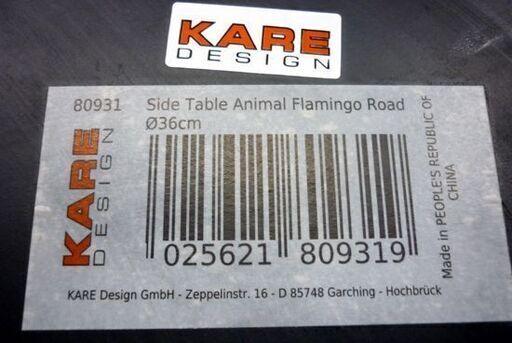 KARE
DESIGN
80931 Side Table Animal Flamingo Road
Ø36cm
KARE
DESIGN
025621 809319
Made in PEOPLE'S REPUBLIC OF
CHINA
KARE Design GmbH - Zeppelinstr. 16 - D 85748 Garching - Hochbrück